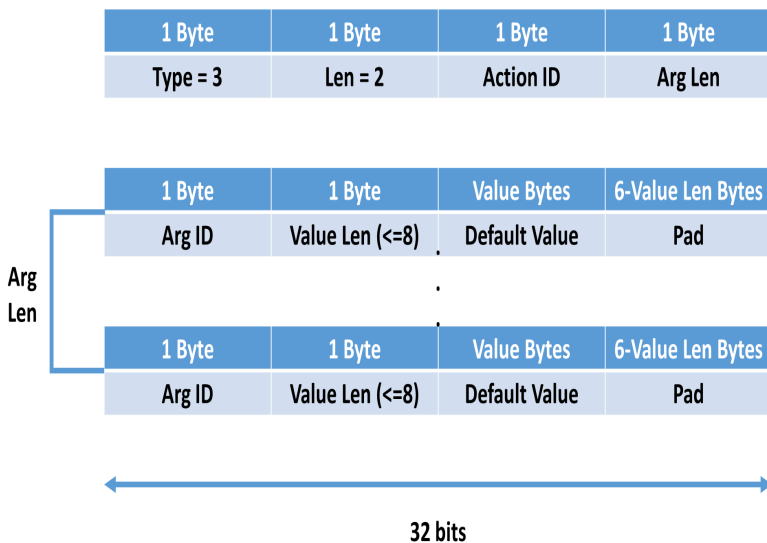 1 Byte 1 Byte 1 Byte 1 Byte
Type = 3 Len = 2 Action ID Arg Len
1 Byte 1 Byte Value Bytes 6-Value Len Bytes
Arg ID Value Len (<=8) Default Value Pad
.
Arg
Len
.
.
1 Byte 1 Byte Value Bytes 6-Value Len Bytes
Arg ID Value Len (<=8) Default Value Pad
32 bits